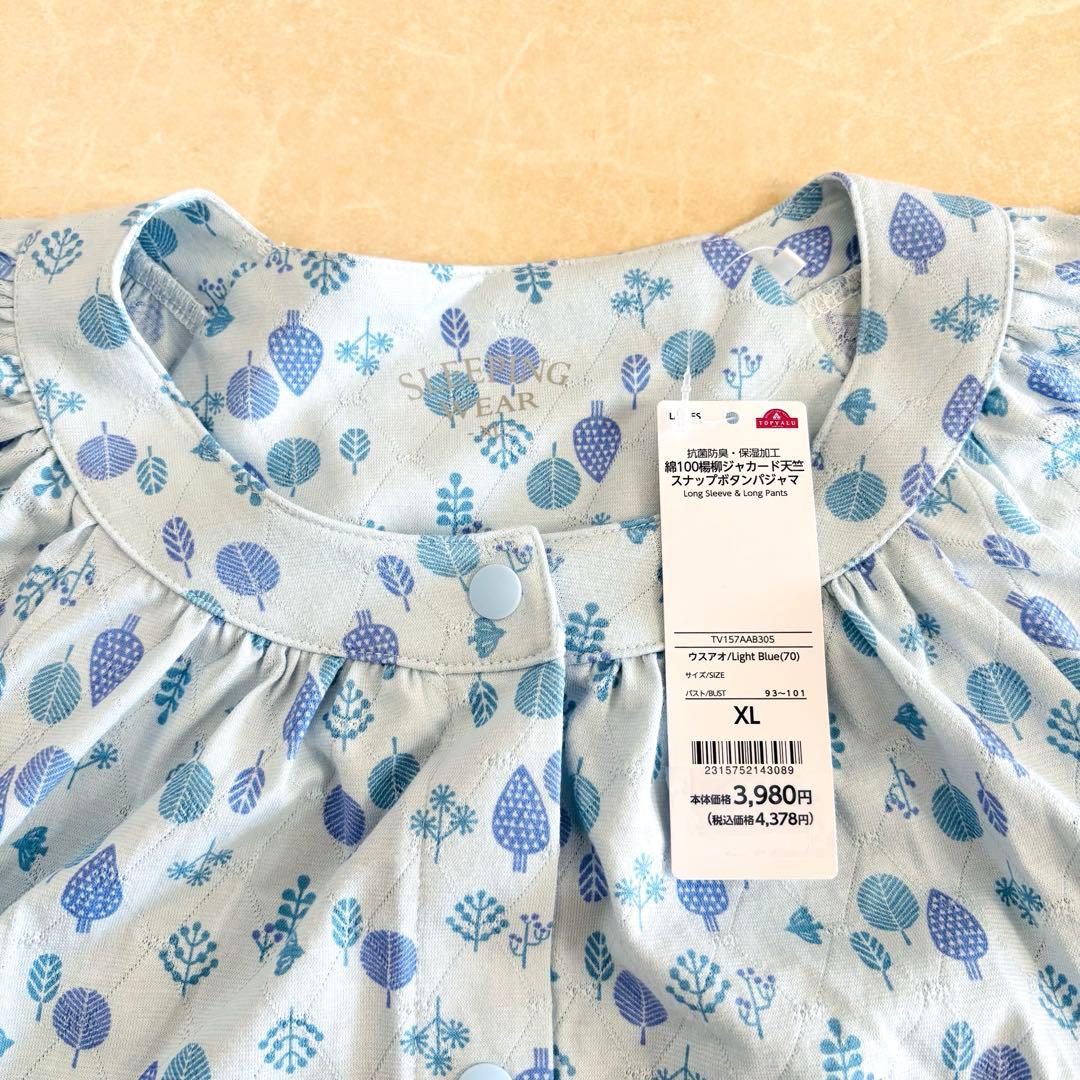 SLEEPING
WEAR
TOPVALU
抗菌防臭・保湿加工
綿100楊柳ジャカード天竺
スナップボタンパジャマ
Long Sleeve & Long Pants
TV157AAB305
ウスアオ/Light Blue(70)
サイズ/SIZE
バスト/BUST 93〜101
XL
2315752143089
本体価格3,980円
(税込価格4,378円)